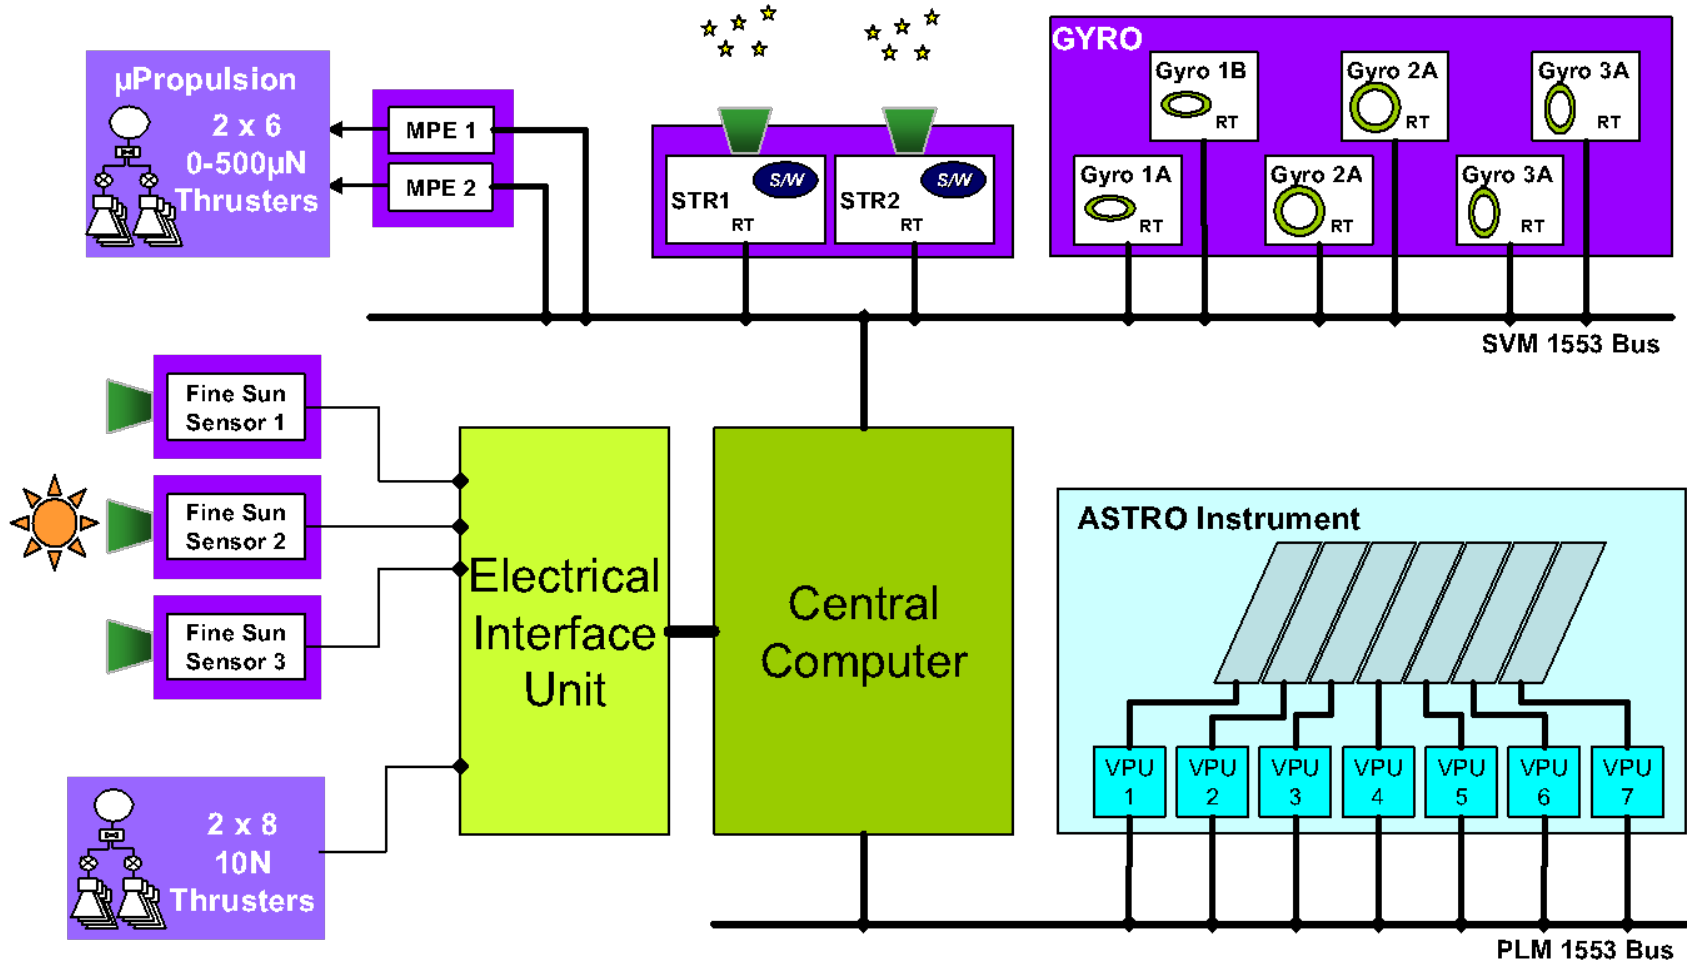 µPropulsion
2 x 6
0-500µN
Thrusters
MPE 1
MPE 2
STR1
S/W
RT
STR2
S/W
RT
GYRO
Gyro 1B
RT
Gyro 2A
RT
Gyro 3A
RT
Gyro 1A
RT
Gyro 2A
RT
Gyro 3A
RT
SVM 1553 Bus
Fine Sun
Sensor 1
Fine Sun
Sensor 2
Fine Sun
Sensor 3
2 x 8
10N
Thrusters
Electrical
Interface
Unit
Central
Computer
ASTRO Instrument
VPU
1
VPU
2
VPU
3
VPU
4
VPU
5
VPU
6
VPU
7
PLM 1553 Bus